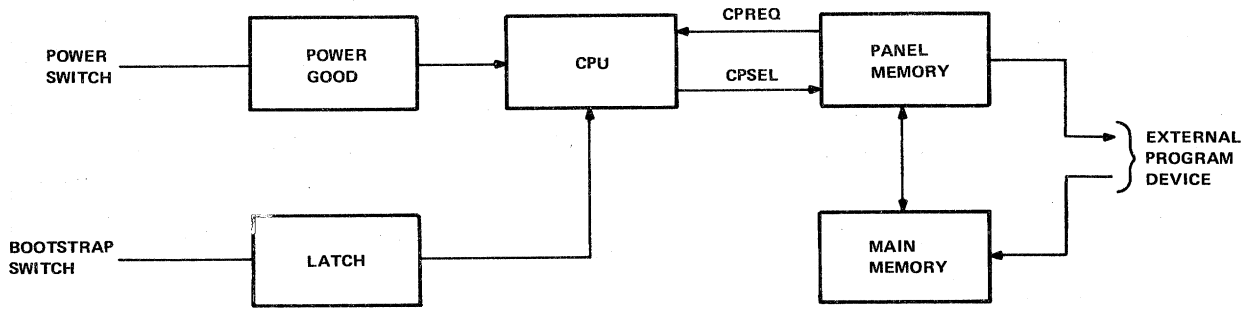 POWER
SWITCH
POWER
GOOD
CPU
CPREQ
CPSEL
PANEL
MEMORY
EXTERNAL
PROGRAM
DEVICE
BOOTSTRAP
SWITCH
LATCH
MAIN
MEMORY